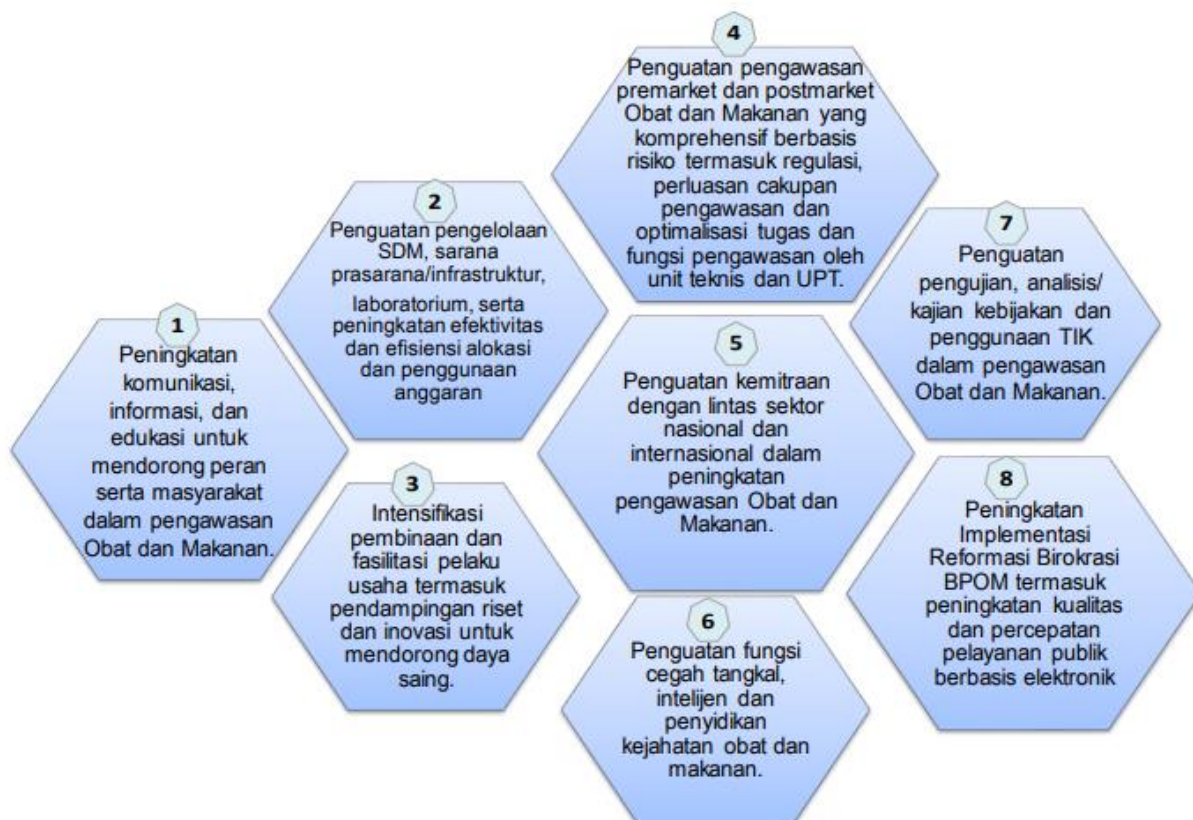 1
Peningkatan
komunikasi,
informasi, dan
edukasi untuk
mendorong peran
serta masyarakat
dalam pengawasan
Obat dan Makanan.
2
Penguatan pengelolaan
SDM, sarana
prasarana/infrastruktur,
laboratorium, serta
peningkatan efektivitas
dan efisiensi alokasi
dan penggunaan
anggaran
3
Intensifikasi
pembinaan dan
fasilitasi pelaku
usaha termasuk
pendampingan riset
dan inovasi untuk
mendorong daya
saing.
4
Penguatan pengawasan
premarket dan postmarket
Obat dan Makanan yang
komprehensif berbasis
risiko termasuk regulasi,
perluasan cakupan
pengawasan dan
optimalisasi tugas dan
fungsi pengawasan oleh
unit teknis dan UPT.
5
Penguatan kemitraan
dengan lintas sektor
nasional dan
internasional dalam
peningkatan
pengawasan Obat dan
Makanan.
6
Penguatan fungsi
cegah tangkal,
intelijen dan
penyidikan
kejahatan obat dan
makanan.
7
Penguatan
pengujian, analisis/
kajian kebijakan dan
penggunaan TIK
dalam pengawasan
Obat dan Makanan.
8
Peningkatan
Implementasi
Reformasi Birokrasi
BPOM termasuk
peningkatan kualitas
dan percepatan
pelayanan publik
berbasis elektronik